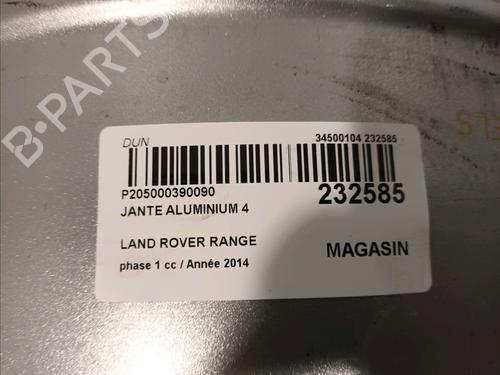 DUN
34500104 232585
P205000390090
232585
JANTE ALUMINIUM 4
LAND ROVER RANGE
MAGASIN
phase 1 cc / Année 2014
B-PARTS